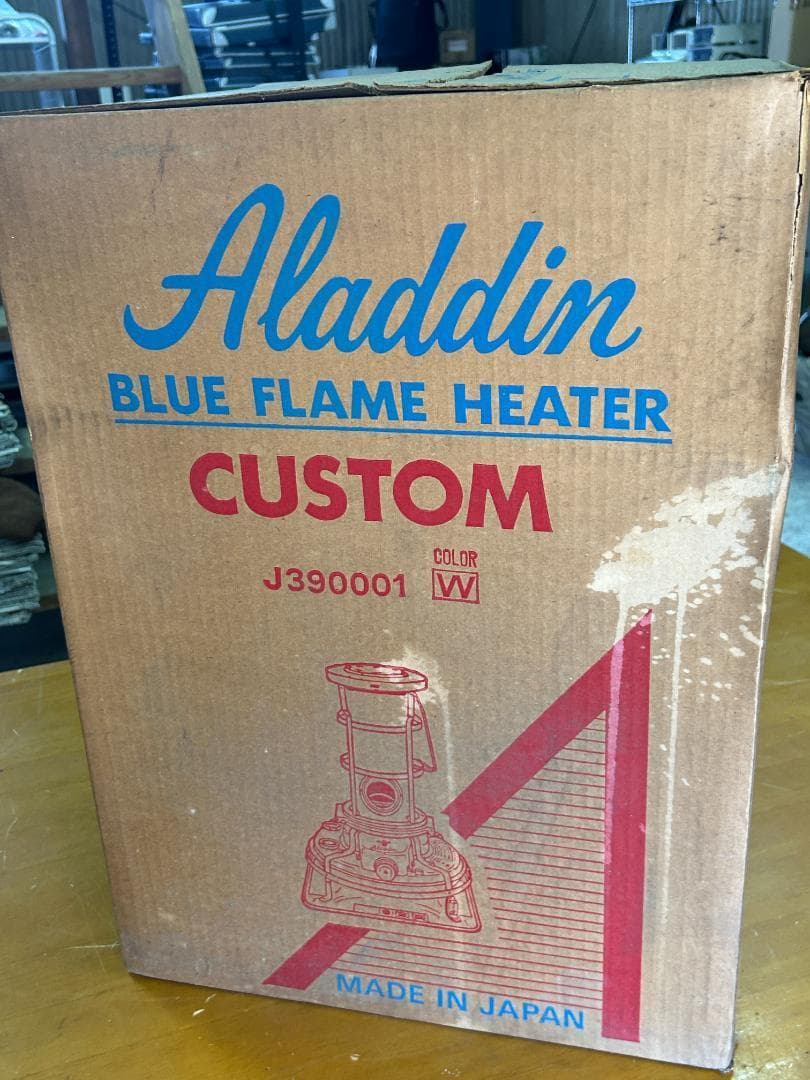 Aladdin
BLUE FLAME HEATER
CUSTOM
COLOR
J390001 W
MADE IN JAPAN